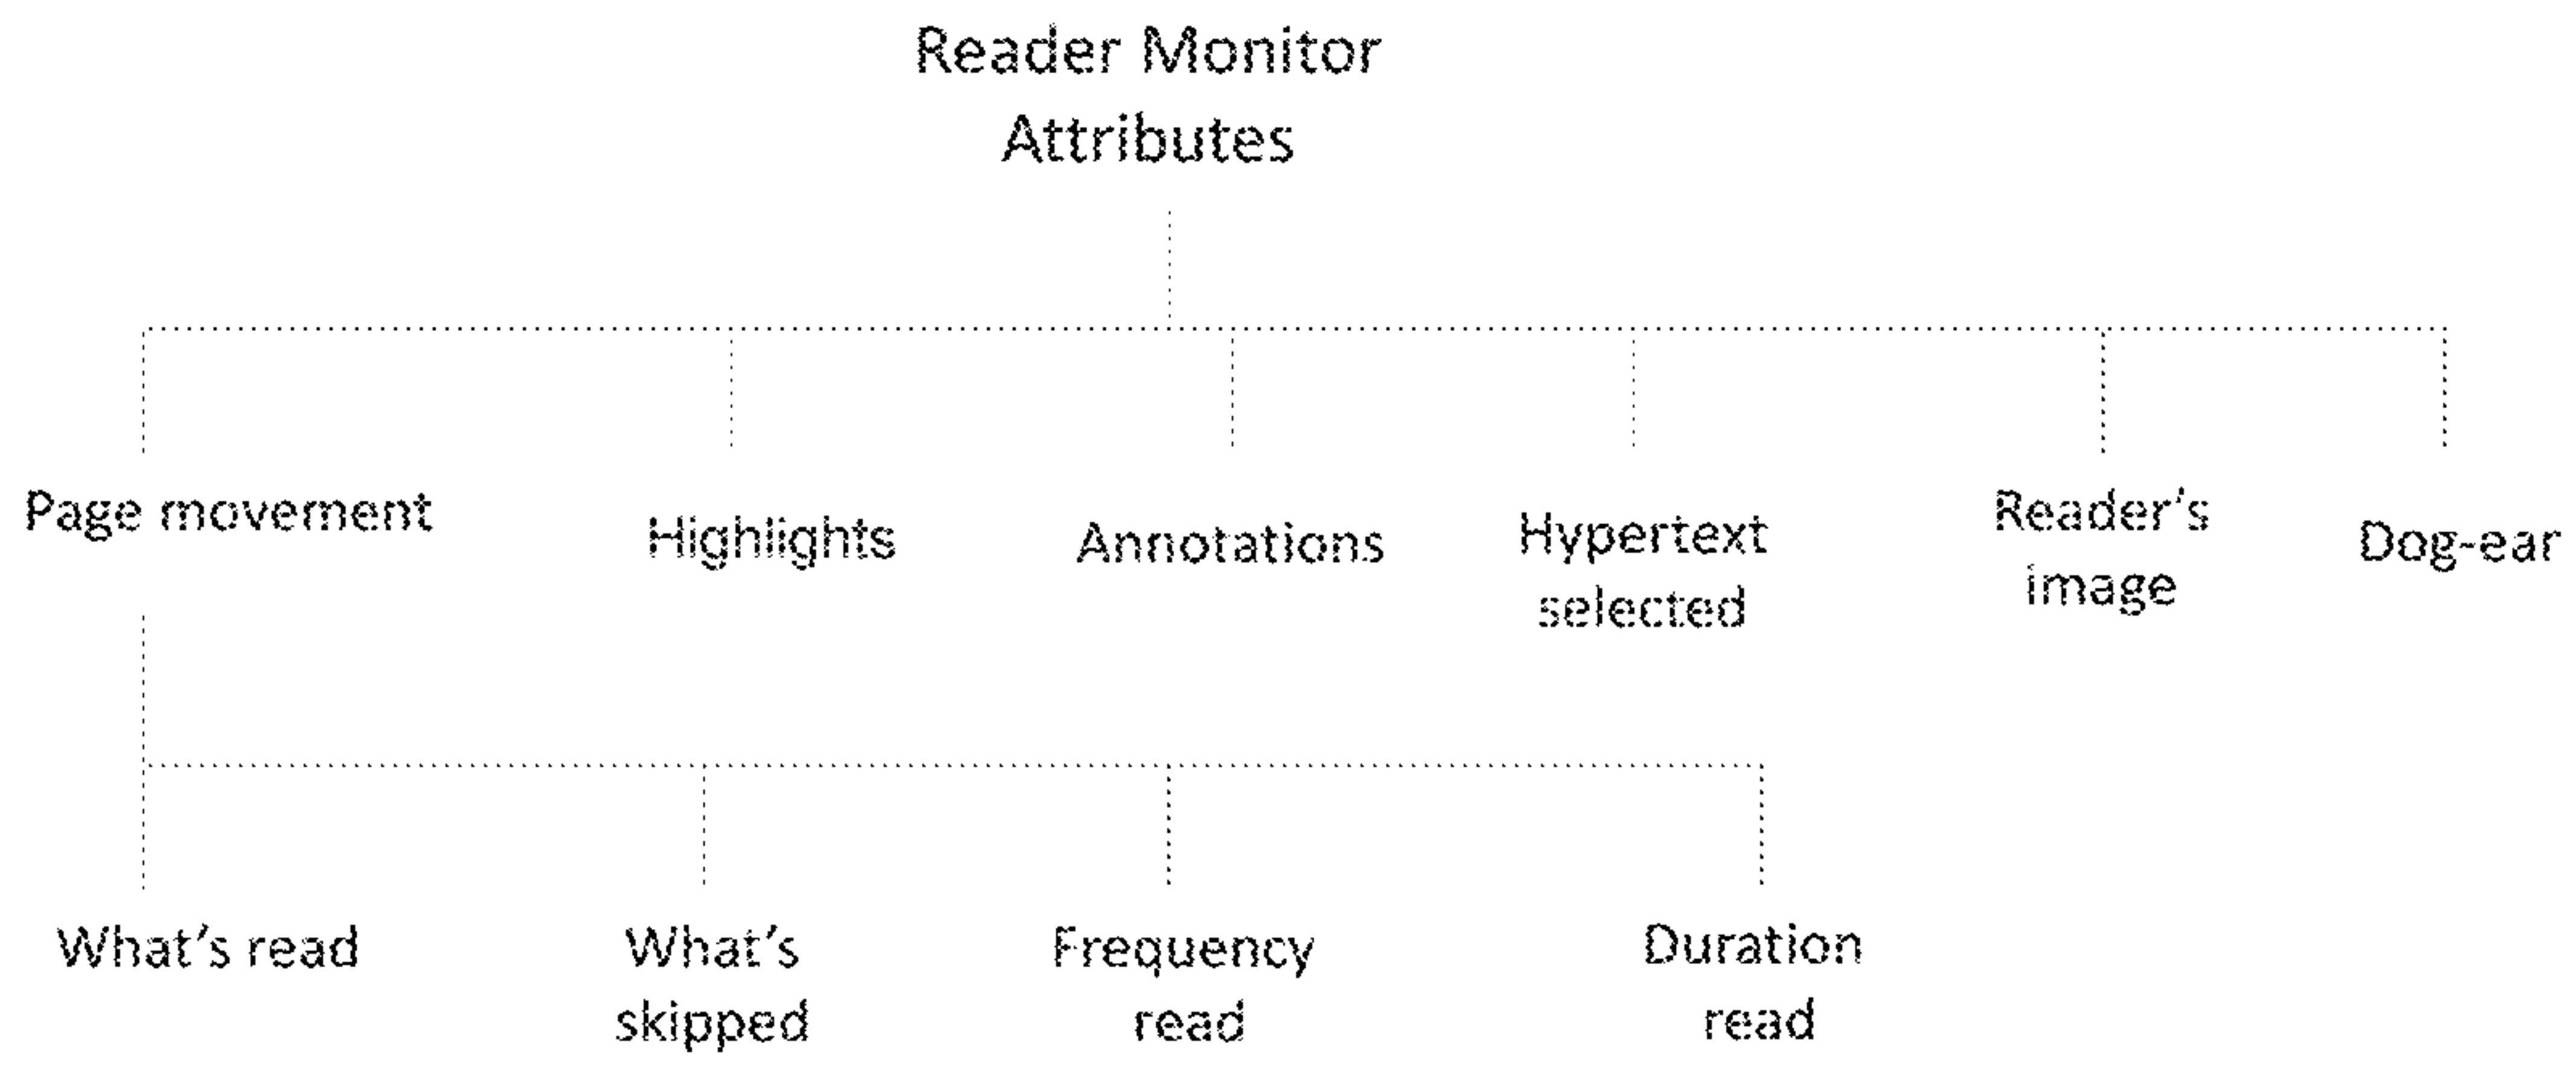 Reader Monitor
Attributes
Page movement
Highlights
Annotations
Hypertext
selected
Reader's
image
Dog-ear
What's read
What's
skipped
Frequency
read
Duration
read